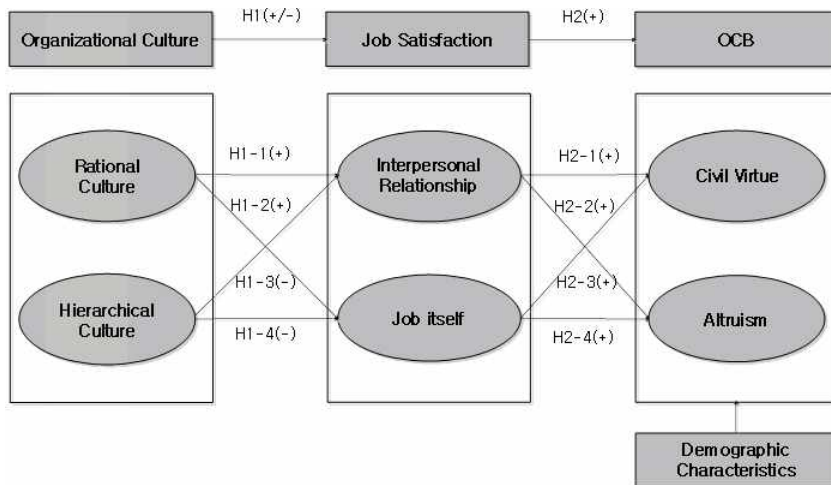 H1(+/-)
H2(+)
Organizational Culture
Job Satisfaction
OCB
Rational
Culture
H1-1(+)
Interpersonal
Relationship
H2-1(+)
Civil Virtue
H1-2(+)
H2-2(+)
H1-3(-)
H2-3(+)
Hierarchical
Culture
H1-4(-)
Job itself
H2-4(+)
Altruism
Demographic
Characteristics